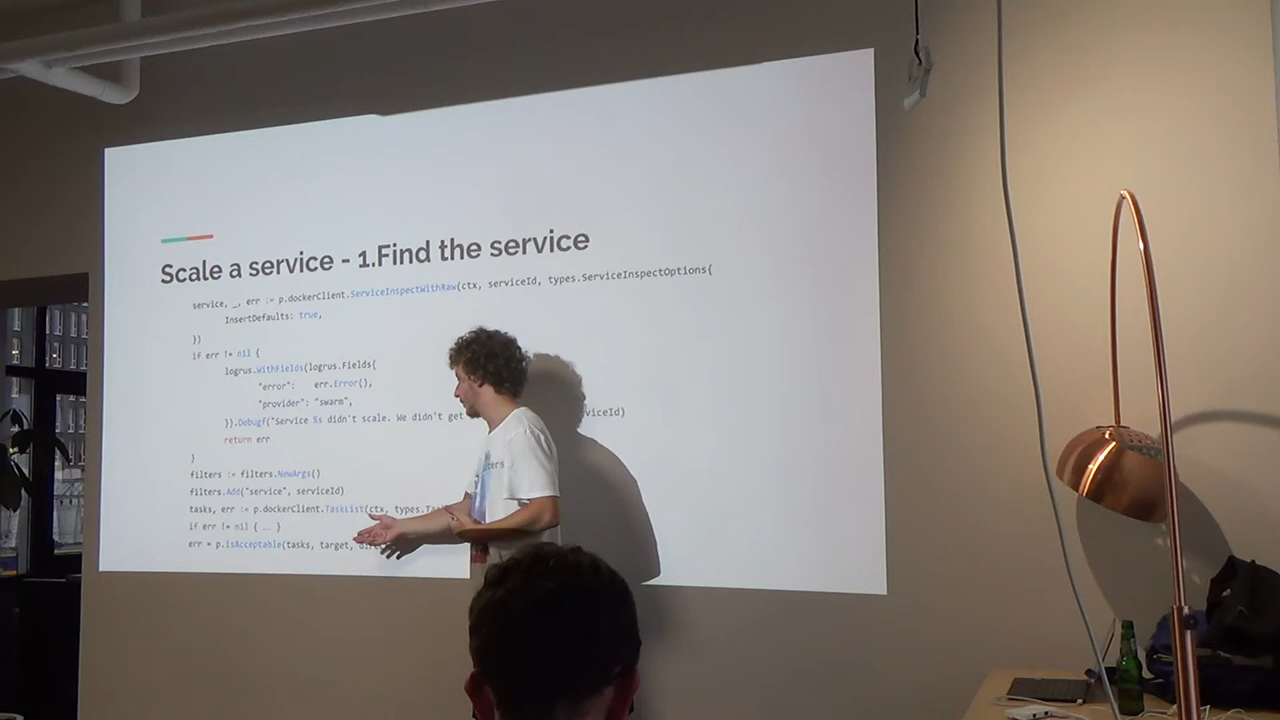 Scale a service - 1.Find the service
service, _, err := p.dockerClient.ServiceInspectWithRaw(ctx, serviceId, types.ServiceInspectOptions{
InsertDefaults: true,
})
if err != nil {
logrus.WithFields(logrus.Fields{
"error": err.Error(),
"provider": "swarm",
}).Debugf("Service %s didn't scale. We didn't get viceId)
return err
}
filters := filters.NewArgs()
filters.Add("service", serviceId)
tasks, err := p.dockerClient.TaskList(ctx, types.Ta
if err != nil { … }
err = p.isAcceptable(tasks, target, dire